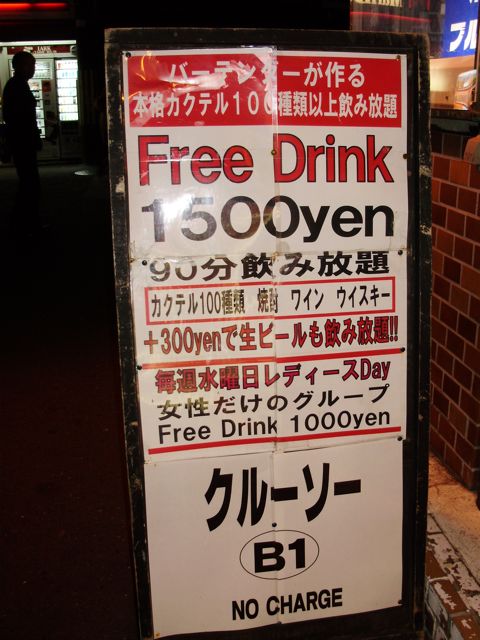 バーテンダーが作る
本格カクテル100種類以上飲み放題
Free Drink
1500yen
90分飲み放題
カクテル100種類 焼酎 ワイン ウイスキー
+300yenで生ビールも飲み放題!!
毎週水曜日レディースDay
女性だけのグループ
Free Drink 1000yen
クルーソー
B1
NO CHARGE
ブル